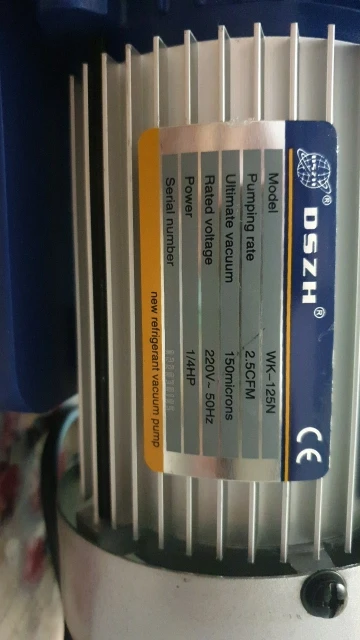 DSZH® ®
CE
Model WK-125N
Pumping rate 2.5CFM
Ultimate vacuum 150microns
Rated voltage 220V~50Hz
Power 1/4HP
Serial number
new refrigerant vacuum pump